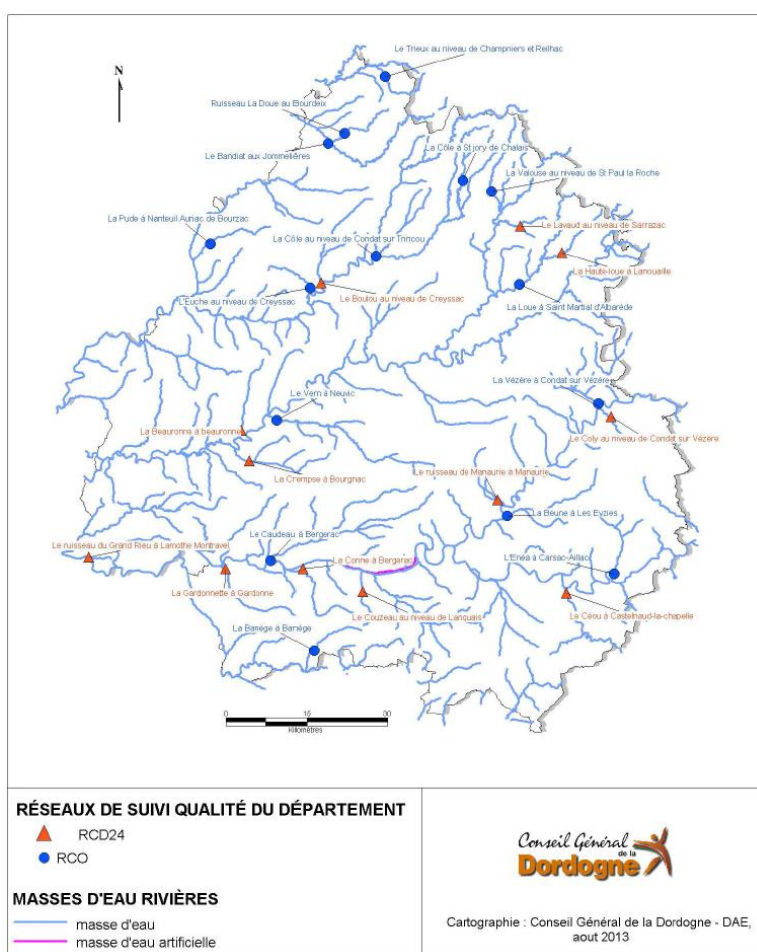 Le Trieux au niveau de Champniers et Reilhac
N
Ruisseau La Doue au Bourdeix
La Côle à St jory de Chalais
Le Bandiat aux Jommelières
La Valouse au niveau de St Paul la Roche
La Pude à Nanteuil Auriac de Bourzac
Le Lavaud au niveau de Sarrazac
La Côle au niveau de Condat sur Trincou
La Haute-loue à Lanouaille
L'Euche au niveau de Creyssac
Le Boulou au niveau de Creyssac
La Loue à Saint Martial d'Albarède
La Vézère à Condat sur Vézère
Le Vern à Neuvic
La Beauronne à beauronne
Le Coly au niveau de Condat sur Vézère
Le ruisseau de Manaurie à Manaurie
La Crempse à Bourgnac
La Beune à Les Eyzies
Le Caudeau à Bergerac
Le ruisseau du Grand Rieu à Lamothe Montravel
L'Enéa à Carsac-Aillac
La Conne à Bergerac
La Gardonnette à Gardonne
Le Couzeau au niveau de Lanquais
Le Céou à Castelnaud-la-chapelle
La Banège à Banège
0 15 30
kilomètres
RÉSEAUX DE SUIVI QUALITÉ DU DÉPARTEMENT
RCD24
RCO
Conseil Général
de la
Dordogne
MASSES D'EAU RIVIÈRES
masse d'eau
masse d'eau artificielle
Cartographie : Conseil Général de la Dordogne - DAE,
aout 2013